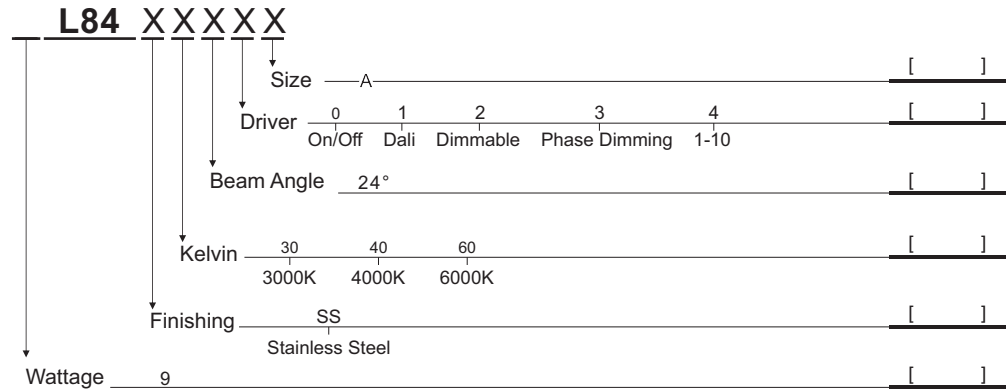 L84 X X X X X
Size A [ ]
Driver 0 1 2 3 4 [ ]
On/Off Dali Dimmable Phase Dimming 1-10
Beam Angle 24° [ ]
Kelvin 30 40 60 [ ]
3000K 4000K 6000K
Finishing SS [ ]
Stainless Steel
Wattage 9 [ ]